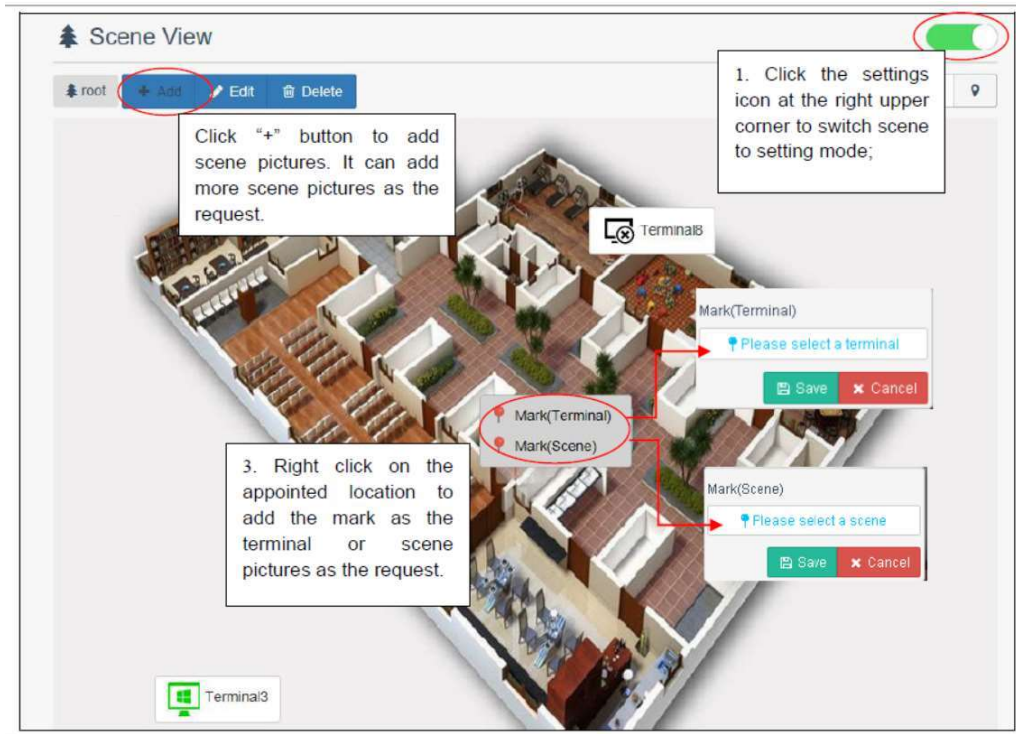 Scene View
root
Add
Edit
Delete
1. Click the settings
icon at the right upper
corner to switch scene
to setting mode;
Click “+” button to add
scene pictures. It can add
more scene pictures as the
request.
Terminal8
Mark(Terminal)
Please select a terminal
Save
Cancel
Mark(Terminal)
Mark(Scene)
3. Right click on the
appointed location to
add the mark as the
terminal or scene
pictures as the request.
Mark(Scene)
Please select a scene
Save
Cancel
Terminal3